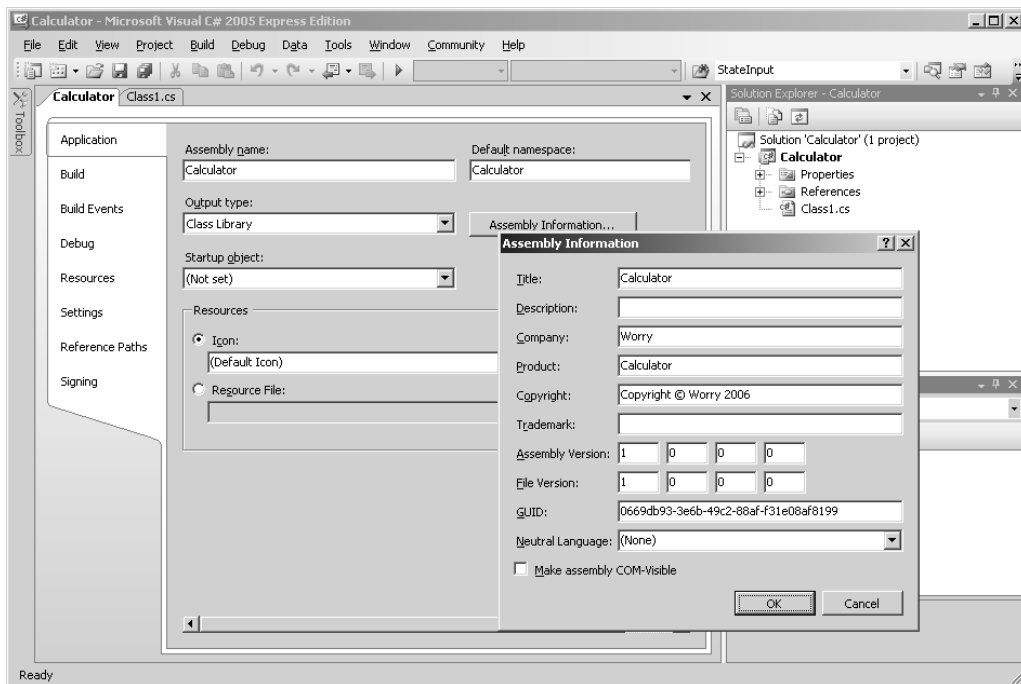 Calculator - Microsoft Visual C# 2005 Express Edition
File Edit View Project Build Debug Data Tools Window Community Help
StateInput
Toolbox
Calculator Class1.cs
Application
Build
Build Events
Debug
Resources
Settings
Reference Paths
Signing
Assembly name:
Calculator
Default namespace:
Calculator
Output type:
Class Library
Assembly Information...
Startup object:
(Not set)
Resources
Icon:
(Default Icon)
Resource File:
Solution Explorer - Calculator
Solution 'Calculator' (1 project)
Calculator
Properties
References
Class1.cs
Assembly Information
Title: Calculator
Description:
Company: Worry
Product: Calculator
Copyright: Copyright © Worry 2006
Trademark:
Assembly Version: 1 0 0 0
File Version: 1 0 0 0
GUID: 0669db93-3e6b-49c2-88af-f31e08af8199
Neutral Language: (None)
Make assembly COM-Visible
OK Cancel
Ready